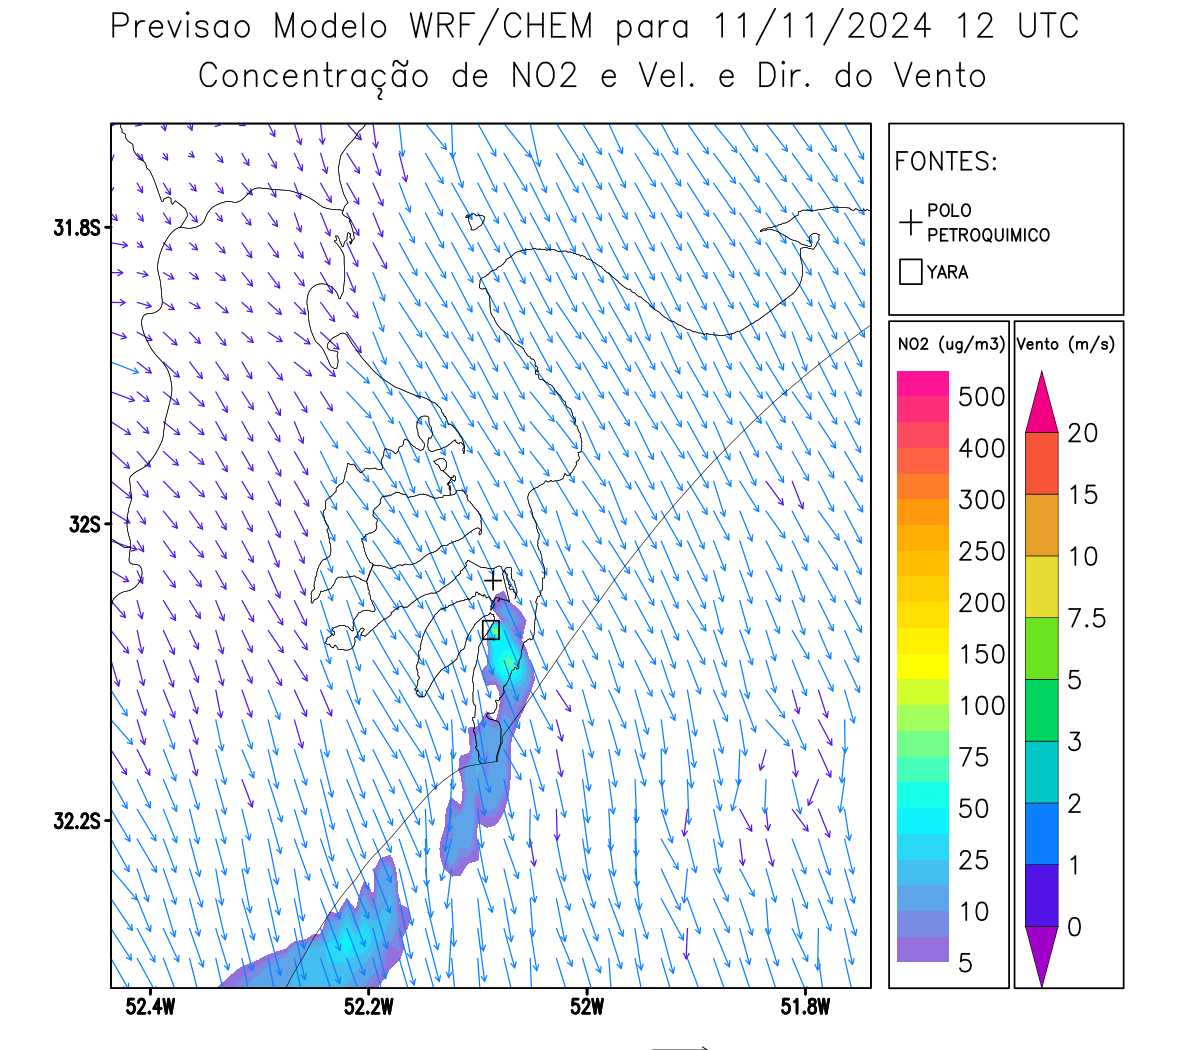 Previsao Modelo WRF/CHEM para 11/11/2024 12 UTC
Concentração de NO2 e Vel. e Dir. do Vento
FONTES:
POLO
PETROQUIMICO
YARA
NO2 (ug/m3)
500
400
300
250
200
150
100
75
50
25
10
5
Vento (m/s)
20
15
10
7.5
5
3
2
1
0
31.8S
32S
32.2S
52.4W
52.2W
52W
51.8W